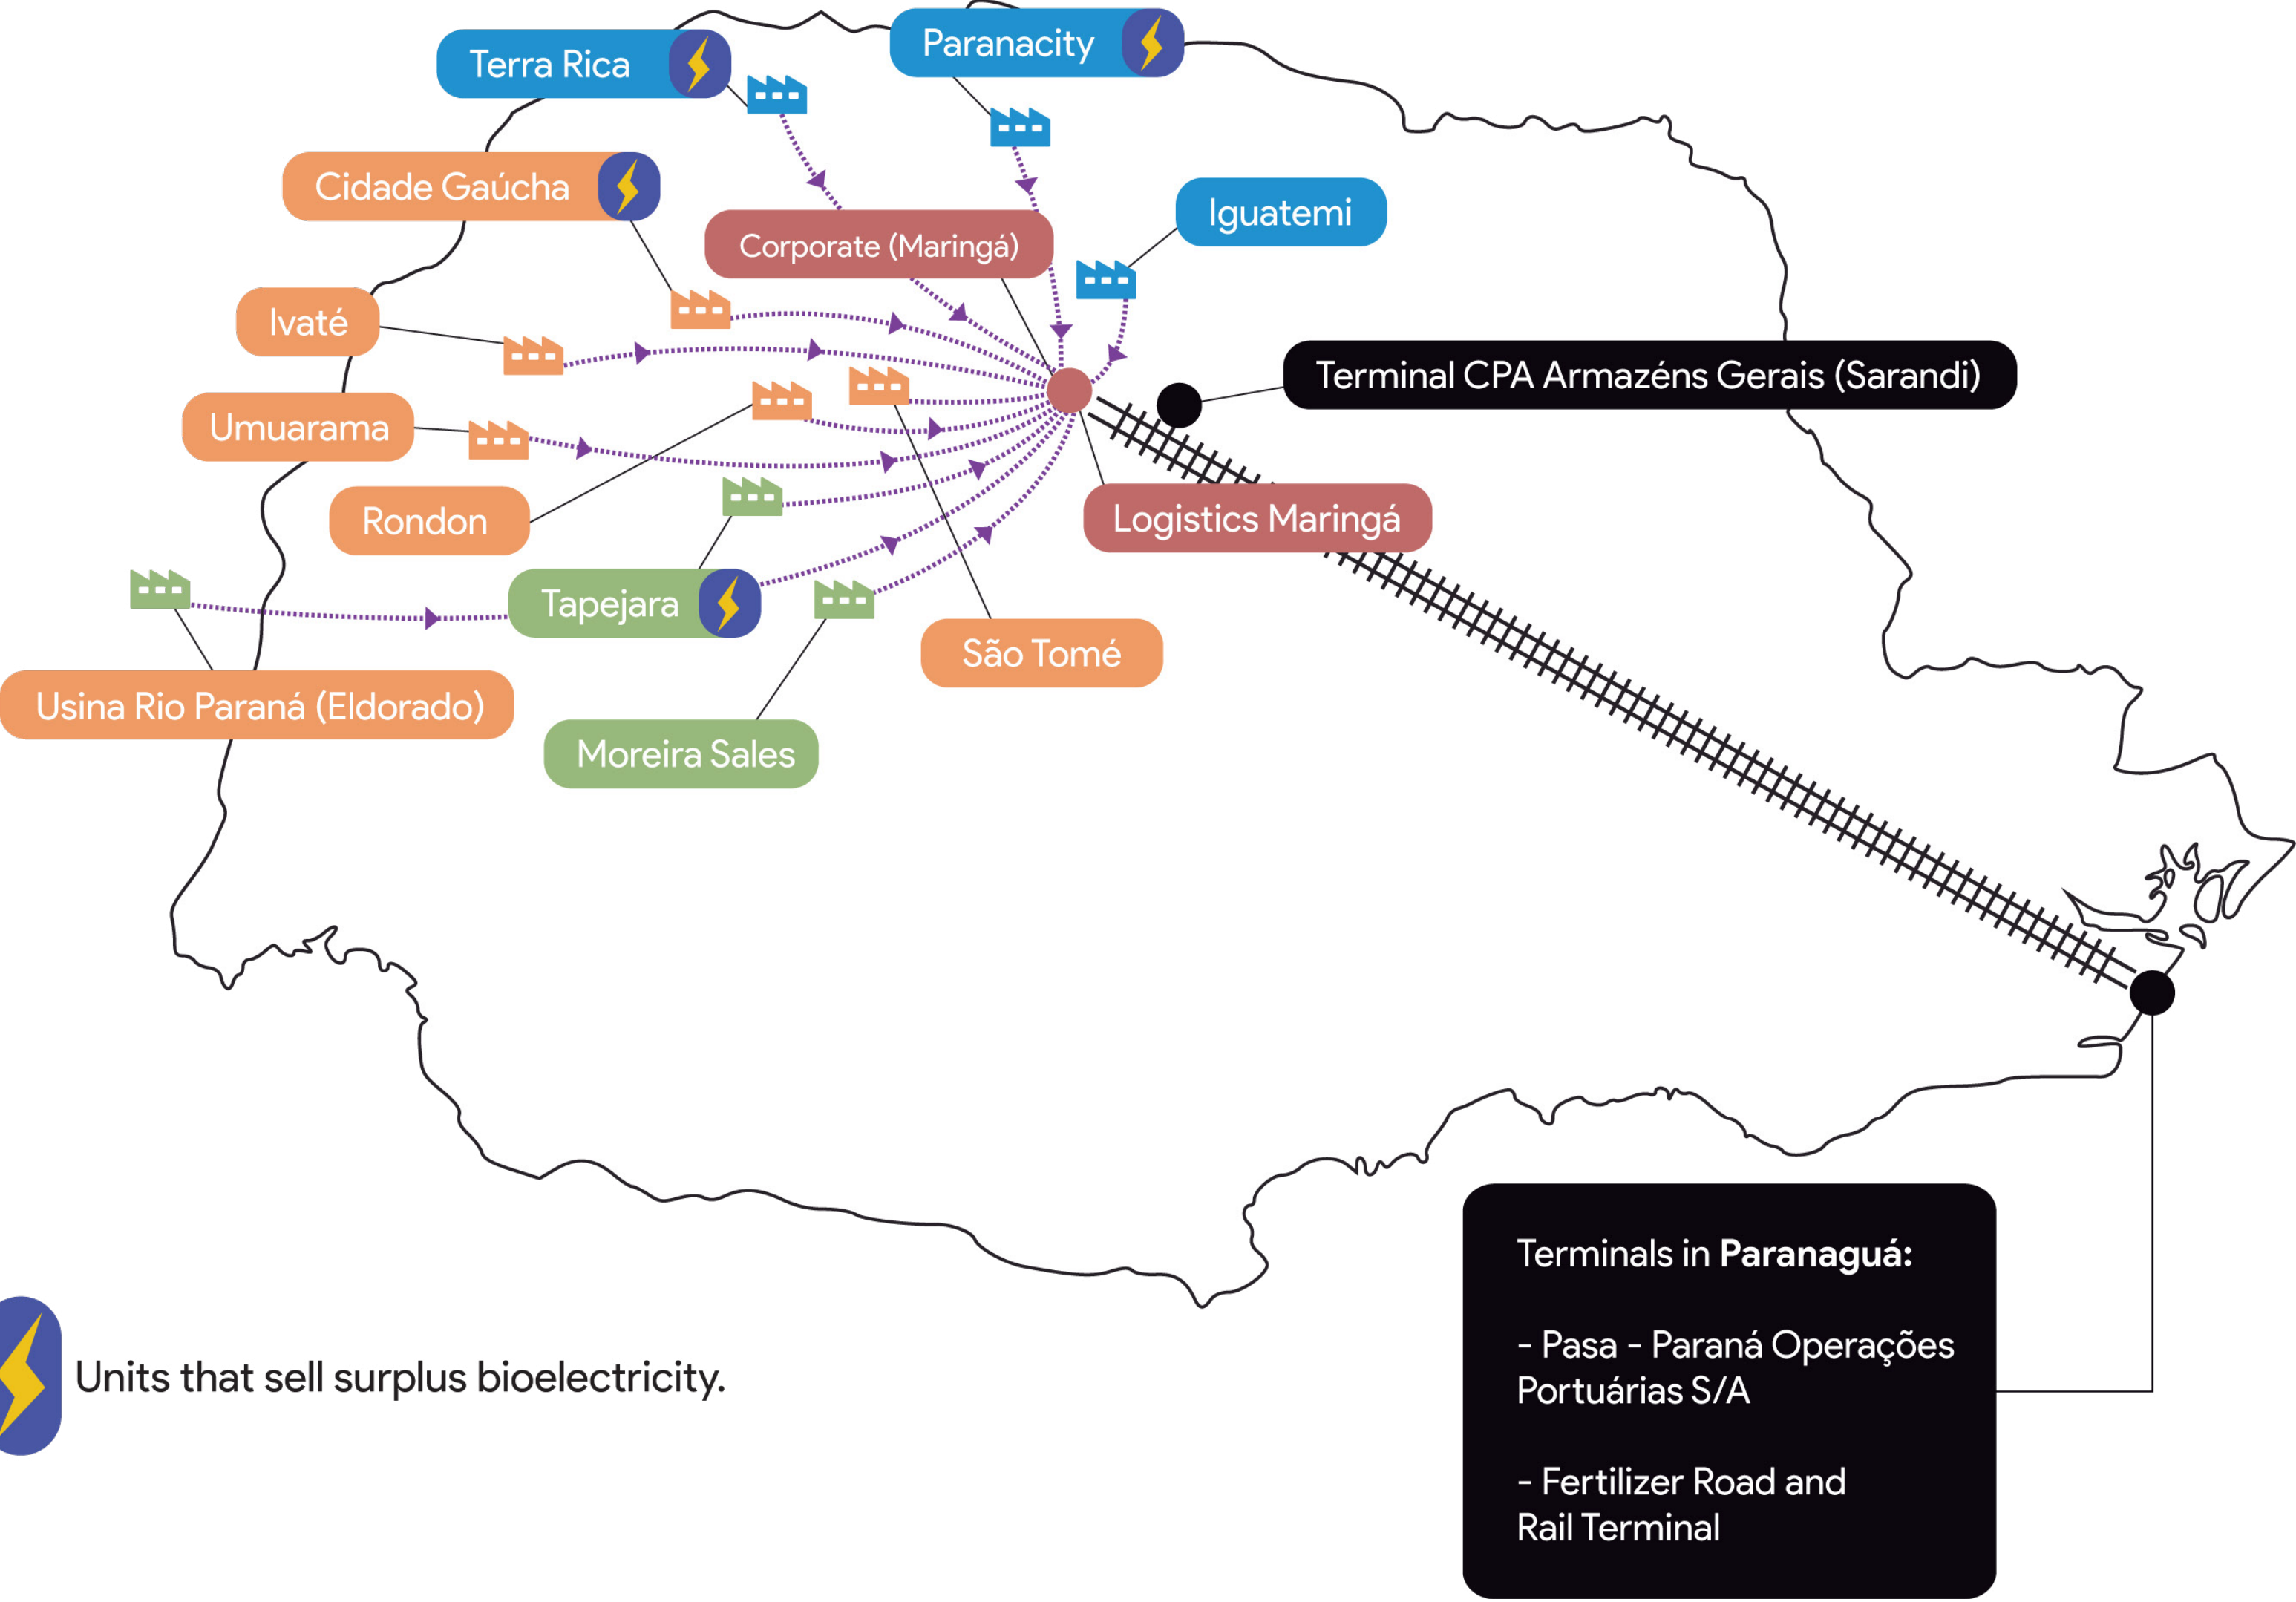 Paranacity
Terra Rica
Cidade Gaúcha
Iguatemi
Corporate (Maringá)
Ivaté
Terminal CPA Armazéns Gerais (Sarandi)
Umuarama
Rondon
Logistics Maringá
Tapejara
São Tomé
Usina Rio Paraná (Eldorado)
Moreira Sales
Terminals in Paranaguá:
- Pasa - Paraná Operações
Portuárias S/A
- Fertilizer Road and
Rail Terminal
Units that sell surplus bioelectricity.